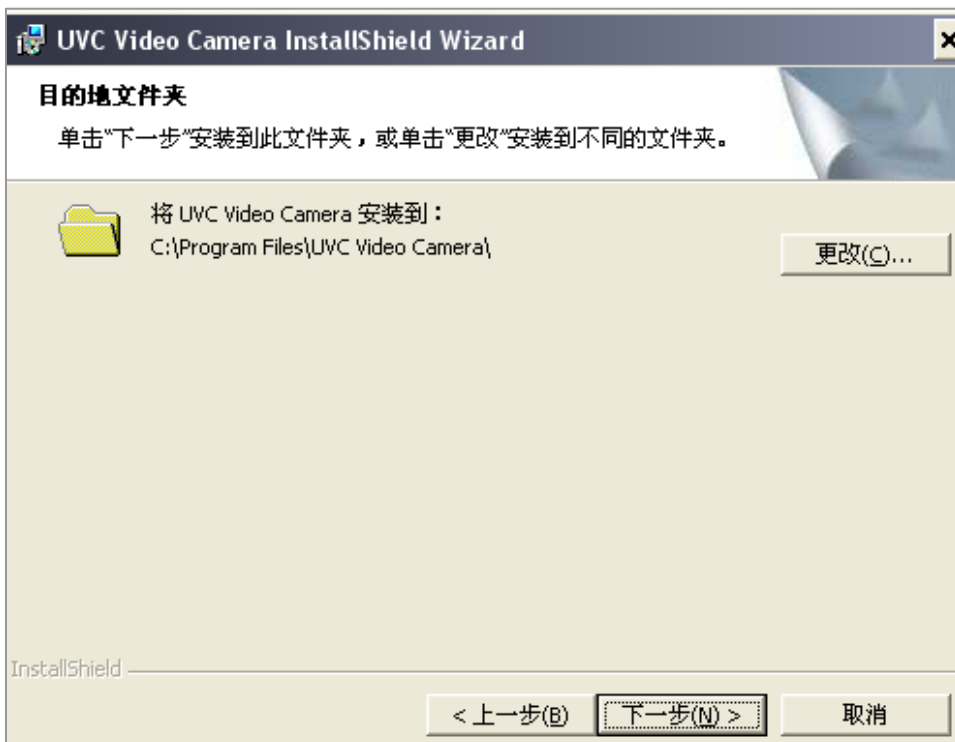 UVC Video Camera InstallShield Wizard
目的地文件夹
单击“下一步”安装到此文件夹，或单击“更改”安装到不同的文件夹。
将 UVC Video Camera 安装到：
C:\Program Files\UVC Video Camera\
更改(C)...
InstallShield
< 上一步(B)
下一步(N) >
取消